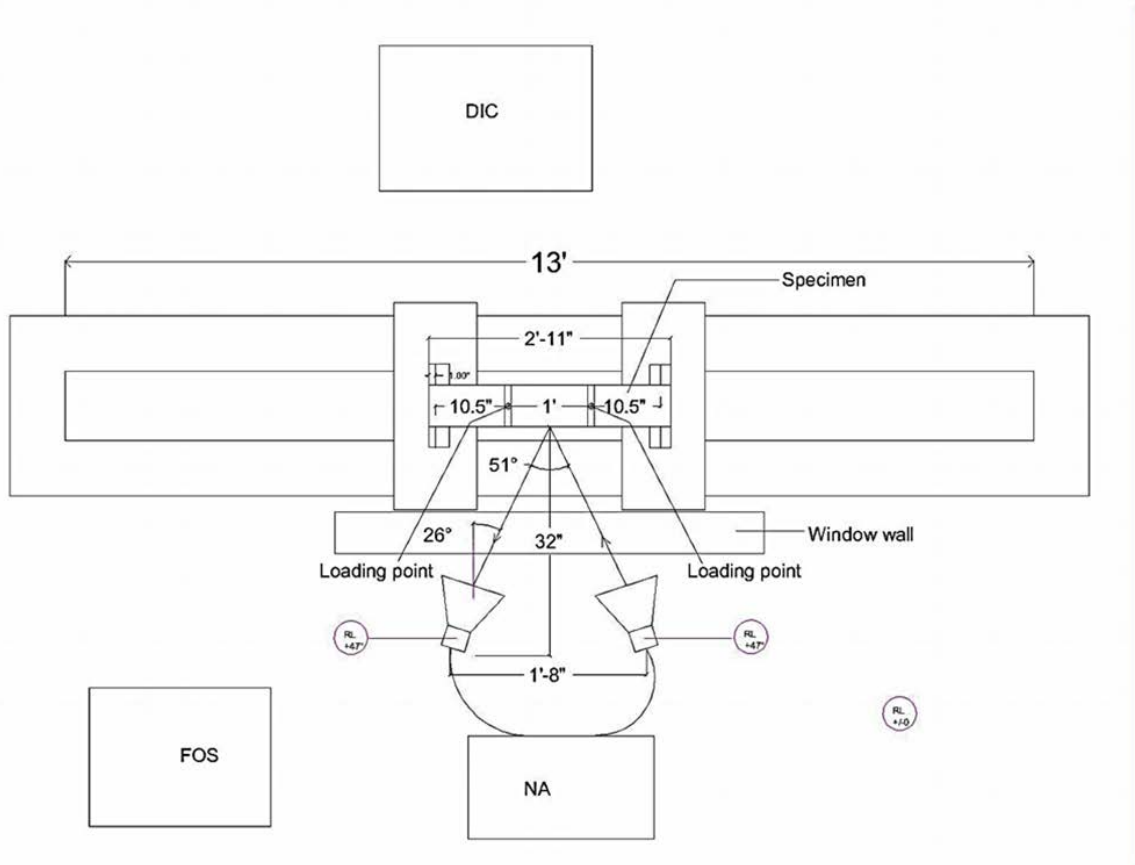 DIC
13'
Specimen
2'-11"
1.00"
10.5"
1'
10.5"
51°
26°
32"
Window wall
Loading point
Loading point
RL
+47"
RL
+47"
1'-8"
RL
+/-0
FOS
NA